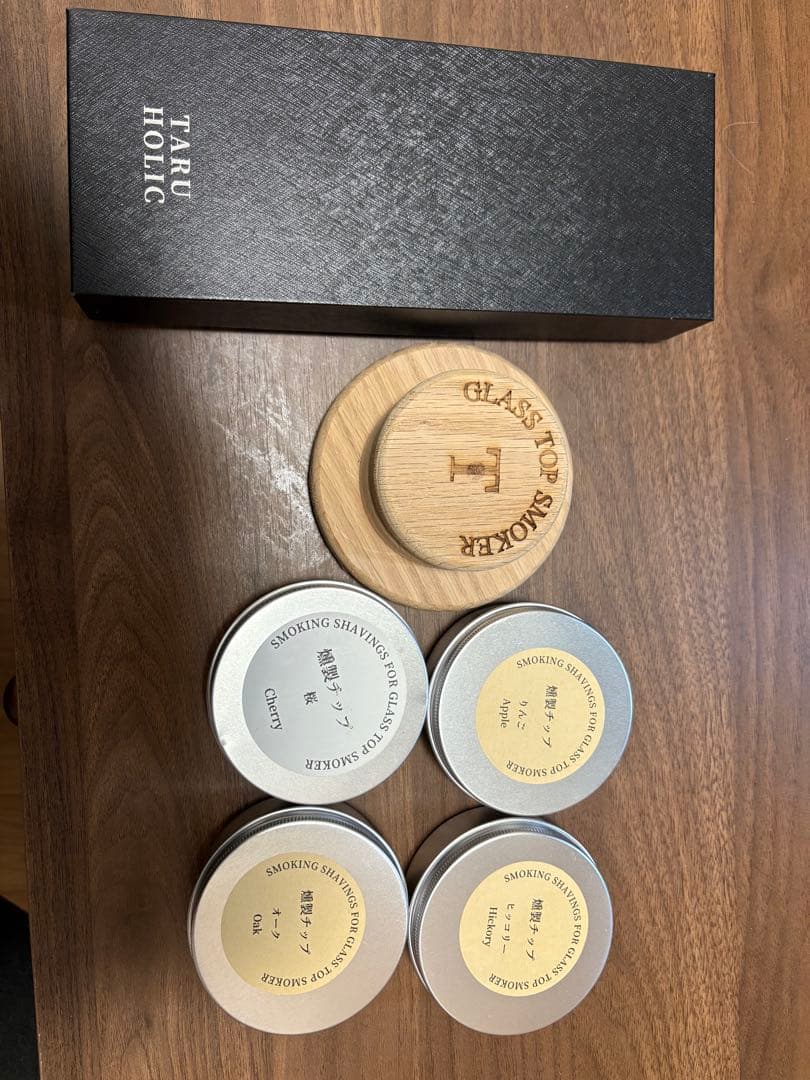 TARU
HOLIC
GLASS TOP SMOKER
T
SMOKING SHAVINGS FOR GLASS TOP SMOKER
燻製チップ
桜
Cherry
SMOKING SHAVINGS FOR GLASS TOP SMOKER
燻製チップ
りんご
Apple
SMOKING SHAVINGS FOR GLASS TOP SMOKER
燻製チップ
オーク
Oak
SMOKING SHAVINGS FOR GLASS TOP SMOKER
燻製チップ
ヒッコリー
Hickory